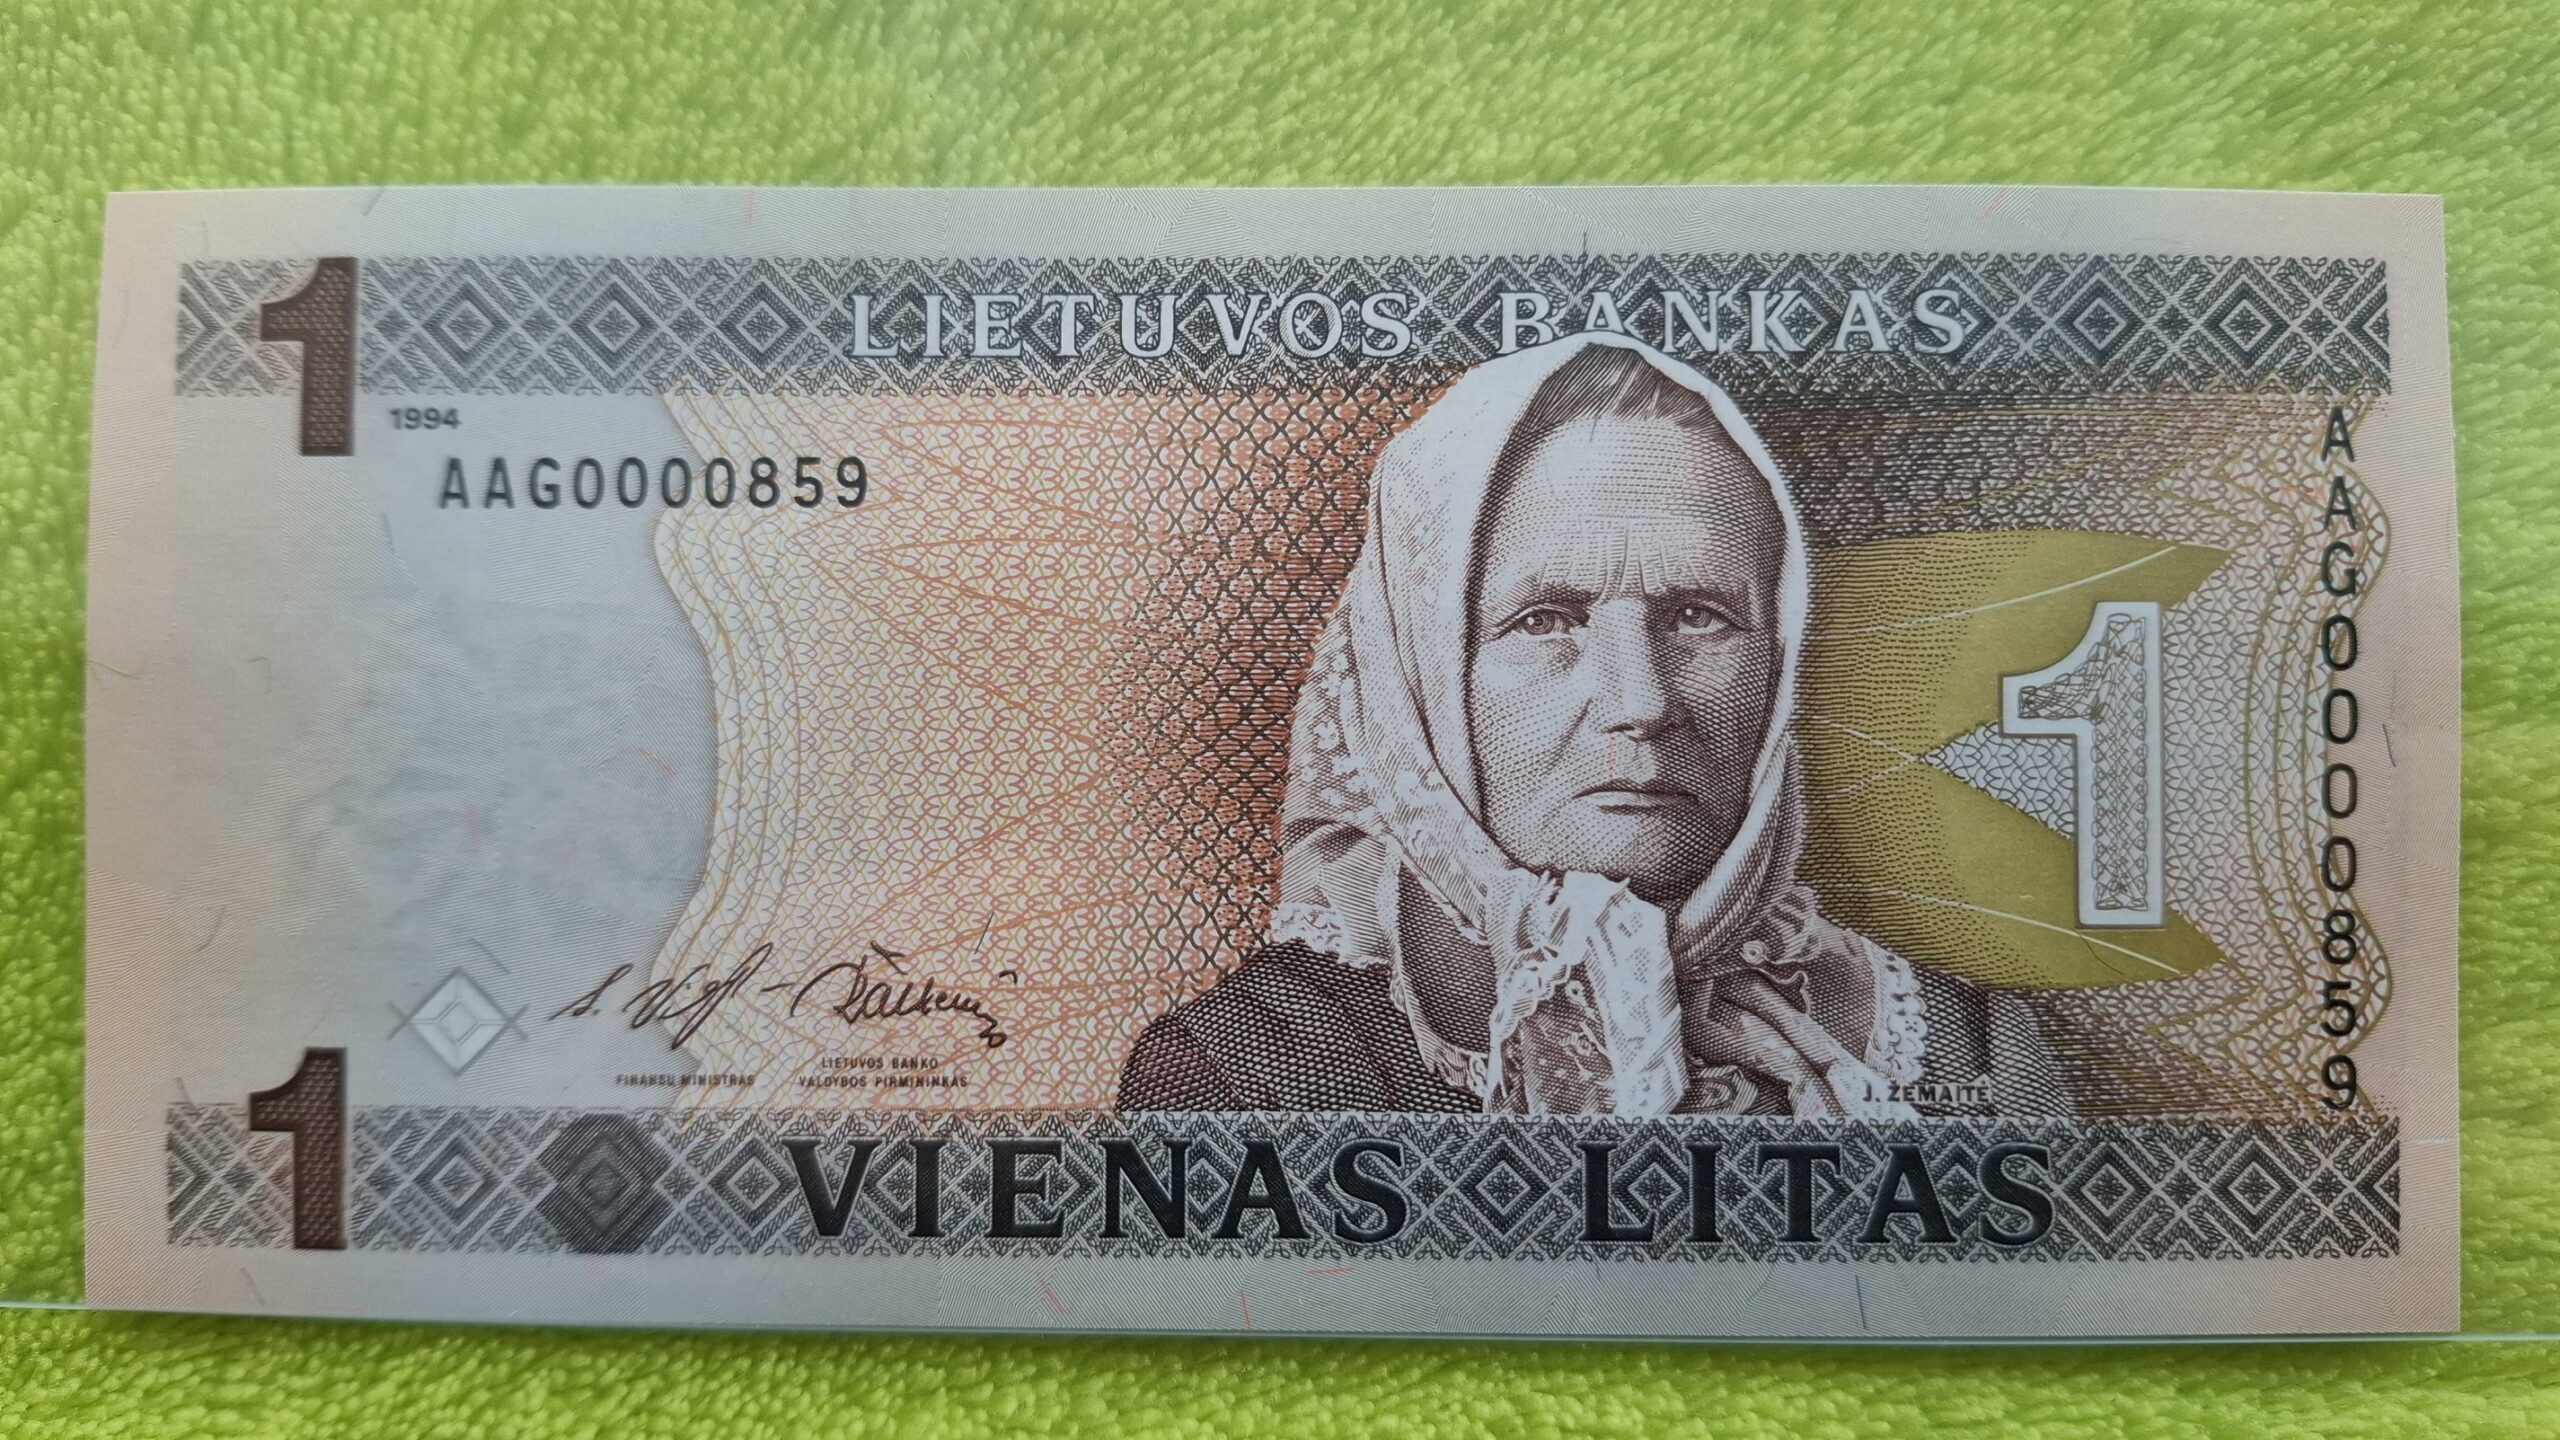 LIETUVOS BANKAS
1
1994
AAG0000859
AAG0000859
1
FINANSŲ MINISTRAS
LIETUVOS BANKO
VALDYBOS PIRMININKAS
J. ŽEMAITĖ
1
VIENAS LITAS